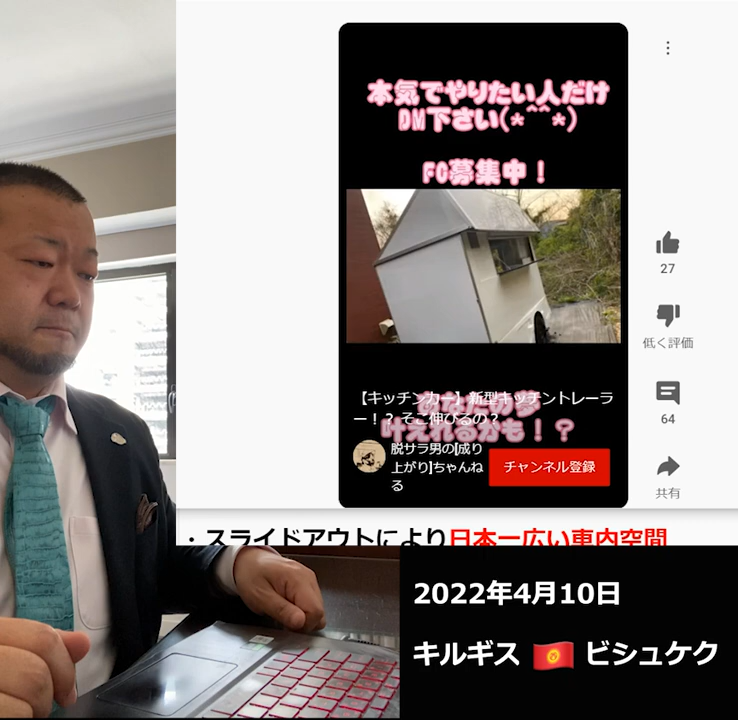 本気でやりたい人だけ
DM下さい(*^^*)
FC募集中！
【キッチンカー】新型キッチントレーラ
ー！？そこ伸びるの？
あなたの夢
叶えれるかも！？
脱サラ男の[成り
上がり]ちゃんね
る
チャンネル登録
27
低く評価
64
共有
・スライドアウトにより日本一広い車内空間
2022年4月10日
キルギス 🇰🇬 ビシュケク